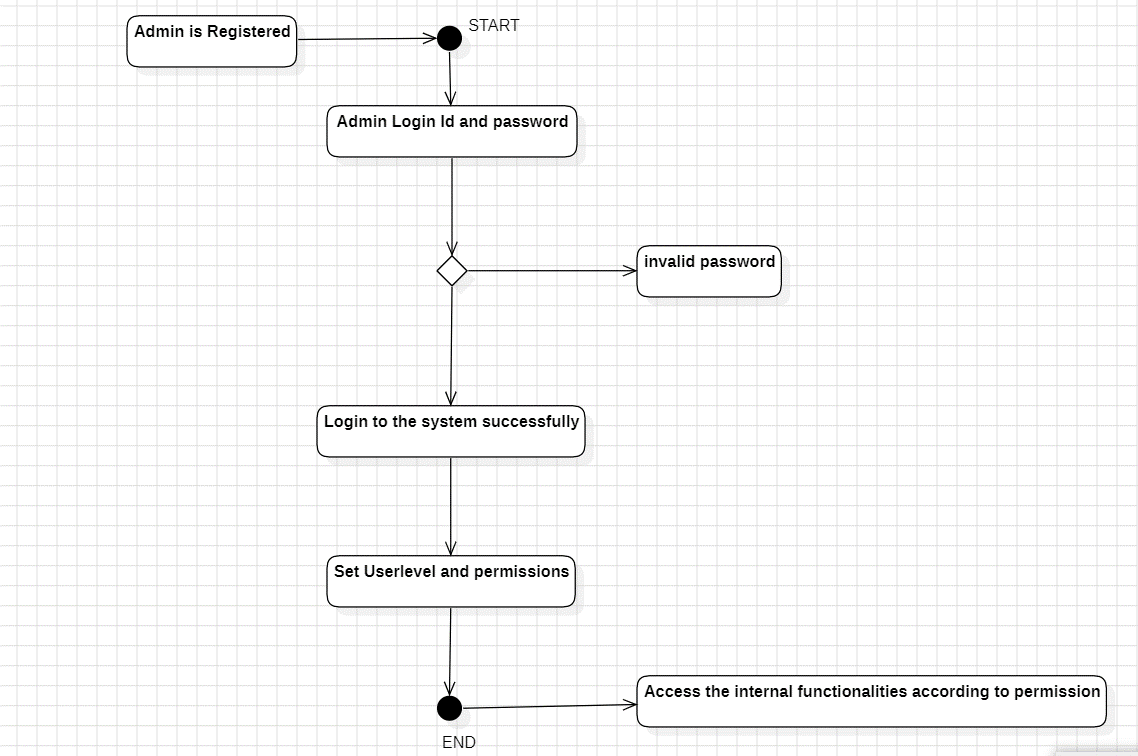 Admin is Registered
START
Admin Login Id and password
invalid password
Login to the system successfully
Set Userlevel and permissions
Access the internal functionalities according to permission
END